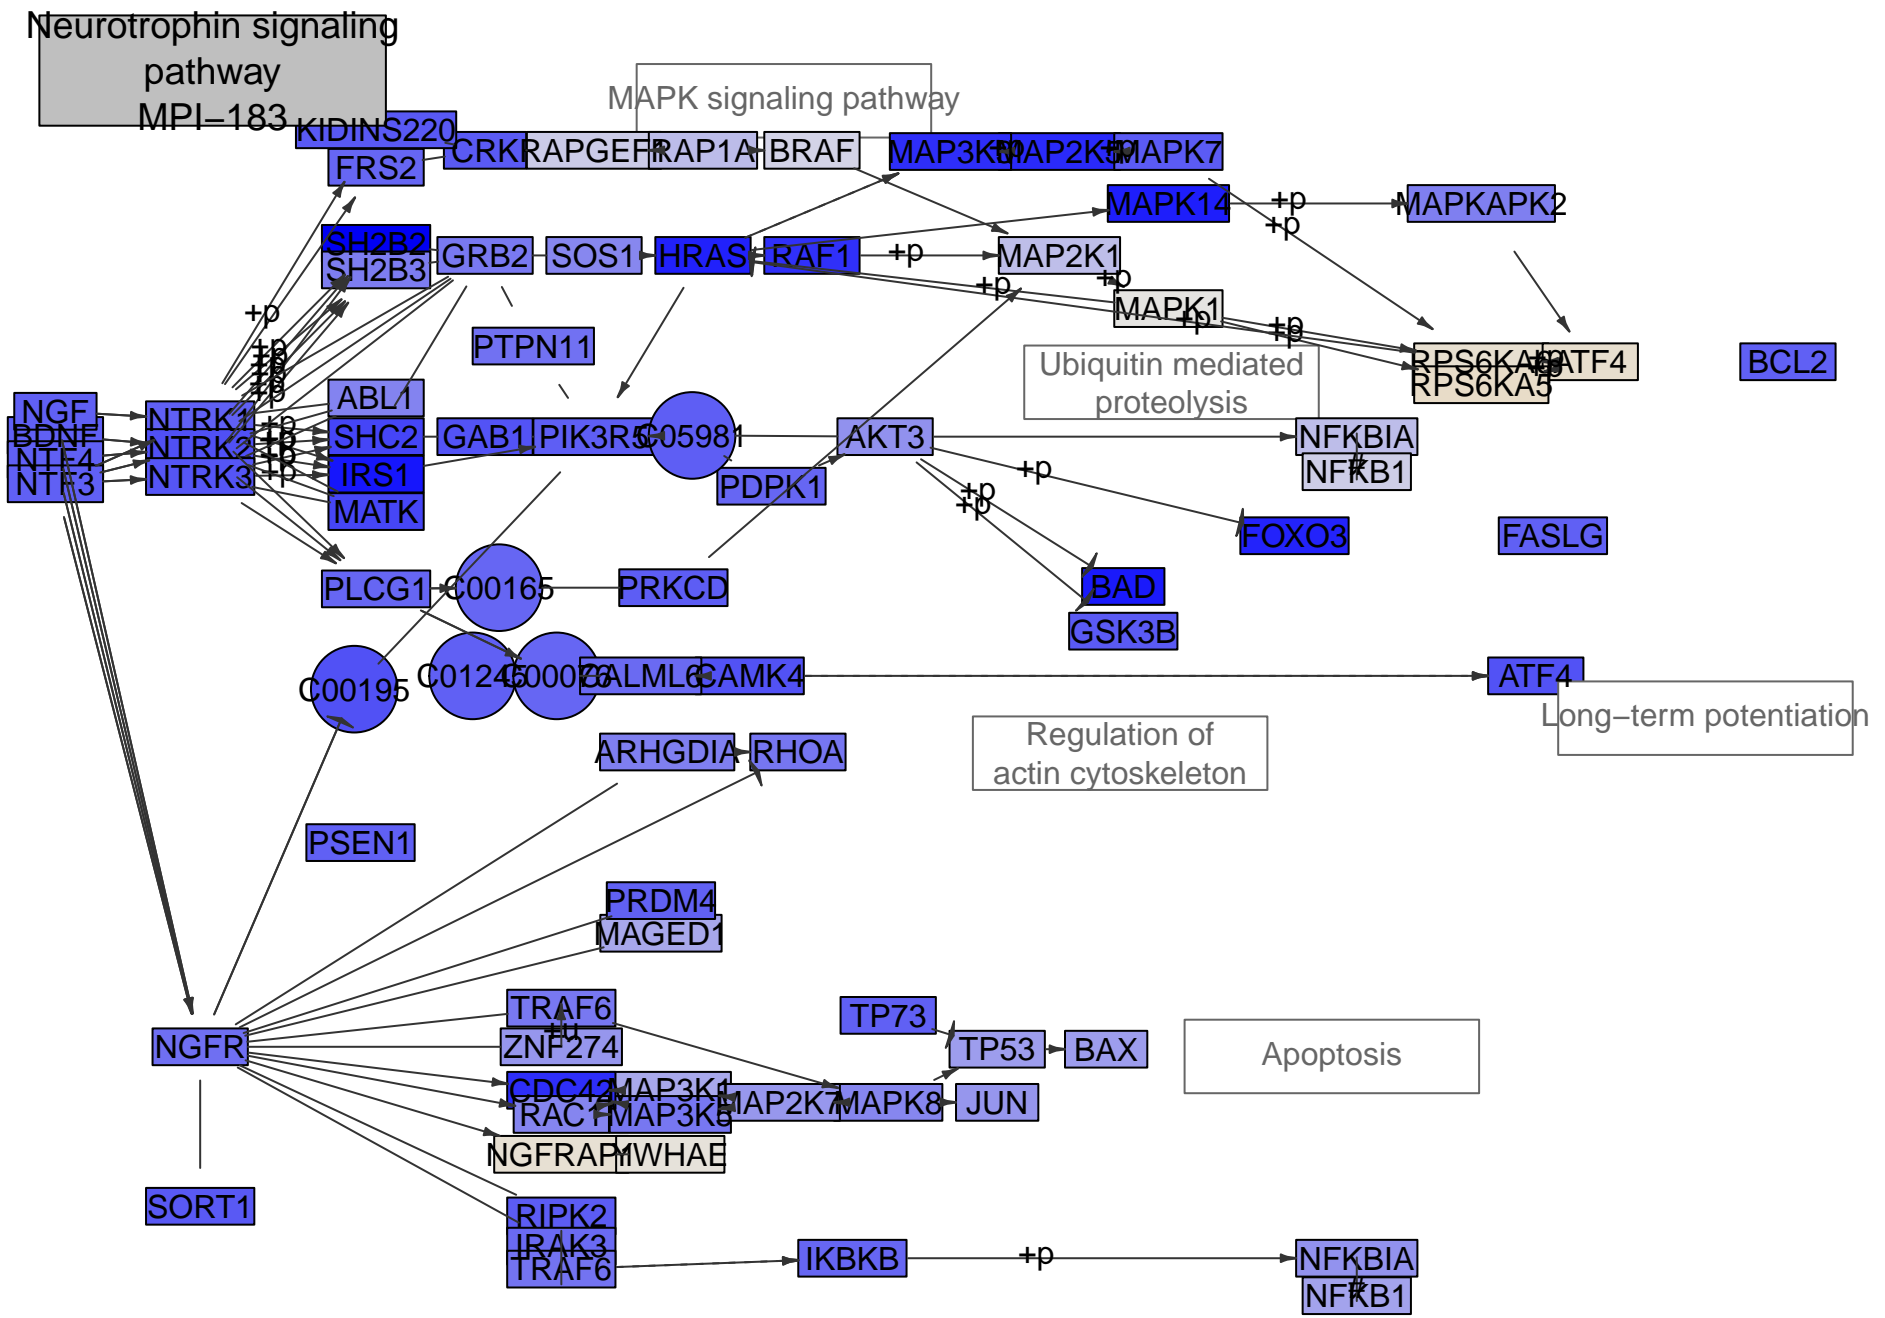 Neurotrophin signaling
pathway
MPI−183
MAPK signaling pathway
KIDINS220
FRS2
RAPGEF1
RAP1A
BRAF
MAPK7
MAPK14
+p
MAPKAPK2
+p
SH2B2
SH2B3
GRB2
SOS1
HRAS
RAF1
+p
MAP2K1
+p
+p
MAPK1
+p
+p
+p
+p
PTPN11
Ubiquitin mediated
proteolysis
RPS6KA6
RPS6KA5
+p
+p
ATF4
BCL2
+p
+p
+p
+p
+p
NGF
BDNF
NTF4
NTF3
NTRK1
NTRK2
NTRK3
+p
+p
+p
+p
ABL1
SHC2
IRS1
MATK
GAB1
PIK3R5
C05981
PDPK1
AKT3
NFKBIA
NFKB1
+p
+p
+p
FOXO3
FASLG
PLCG1
C00165
PRKCD
BAD
GSK3B
C00195
C01245
C00076
CALML6
CAMK4
ATF4
Long−term potentiation
Regulation of
actin cytoskeleton
ARHGDIA
RHOA
PSEN1
PRDM4
MAGED1
NGFR
TRAF6
+u
ZNF274
TP73
TP53
BAX
Apoptosis
CDC42
RAC1
MAP3K1
MAP3K5
MAP2K7
MAPK8
JUN
NGFRAP1
YWHAE
SORT1
RIPK2
IRAK3
TRAF6
IKBKB
+p
NFKBIA
NFKB1